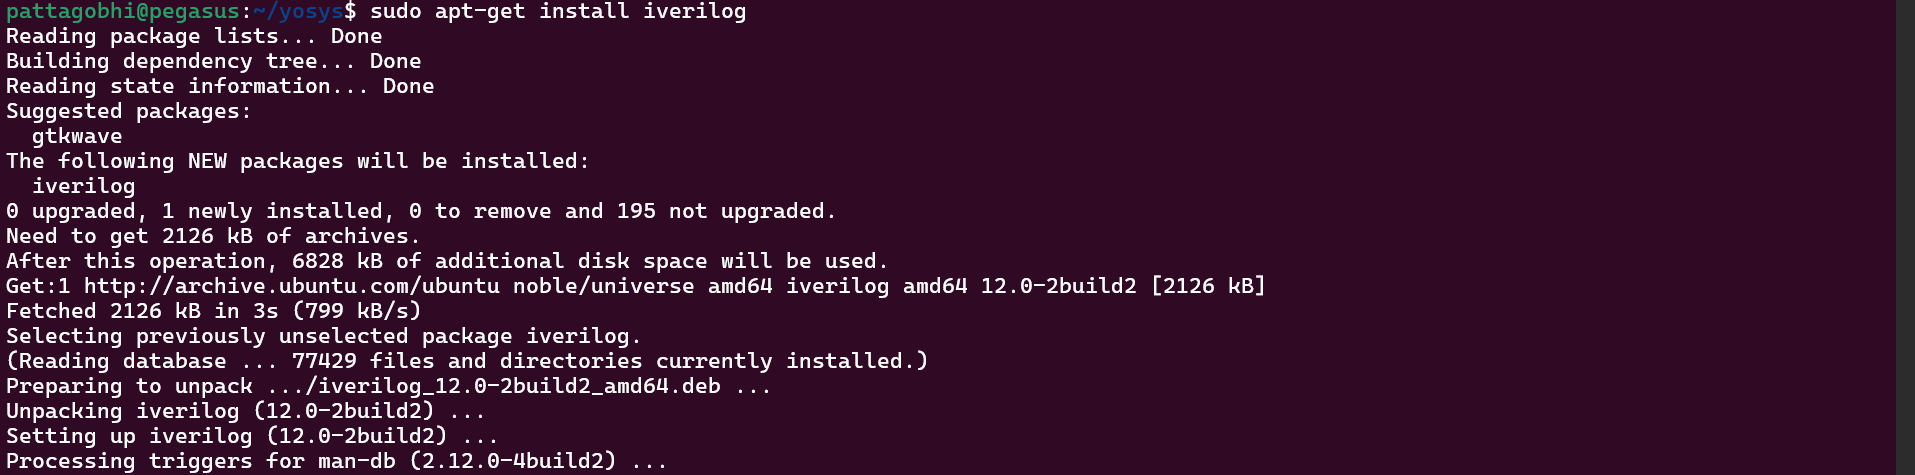 pattagobhi@pegasus:~/yosys$ sudo apt-get install iverilog
Reading package lists... Done
Building dependency tree... Done
Reading state information... Done
Suggested packages:
  gtkwave
The following NEW packages will be installed:
  iverilog
0 upgraded, 1 newly installed, 0 to remove and 195 not upgraded.
Need to get 2126 kB of archives.
After this operation, 6828 kB of additional disk space will be used.
Get:1 http://archive.ubuntu.com/ubuntu noble/universe amd64 iverilog amd64 12.0-2build2 [2126 kB]
Fetched 2126 kB in 3s (799 kB/s)
Selecting previously unselected package iverilog.
(Reading database ... 77429 files and directories currently installed.)
Preparing to unpack .../iverilog_12.0-2build2_amd64.deb ...
Unpacking iverilog (12.0-2build2) ...
Setting up iverilog (12.0-2build2) ...
Processing triggers for man-db (2.12.0-4build2) ...